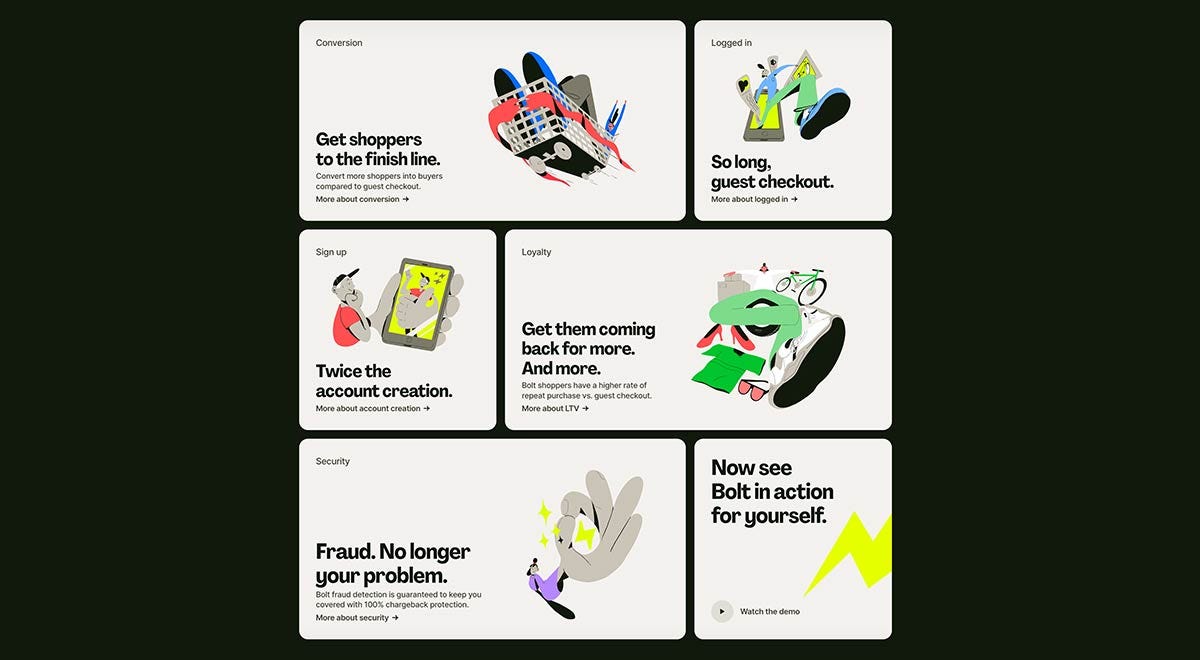 Conversion
Get shoppers
to the finish line.
Convert more shoppers into buyers
compared to guest checkout.
More about conversion →
Logged in
So long,
guest checkout.
More about logged in →
Sign up
Twice the
account creation.
More about account creation →
Loyalty
Get them coming
back for more.
And more.
Bolt shoppers have a higher rate of
repeat purchase vs. guest checkout.
More about LTV →
Security
Fraud. No longer
your problem.
Bolt fraud detection is guaranteed to keep you
covered with 100% chargeback protection.
More about security →
Now see
Bolt in action
for yourself.
Watch the demo